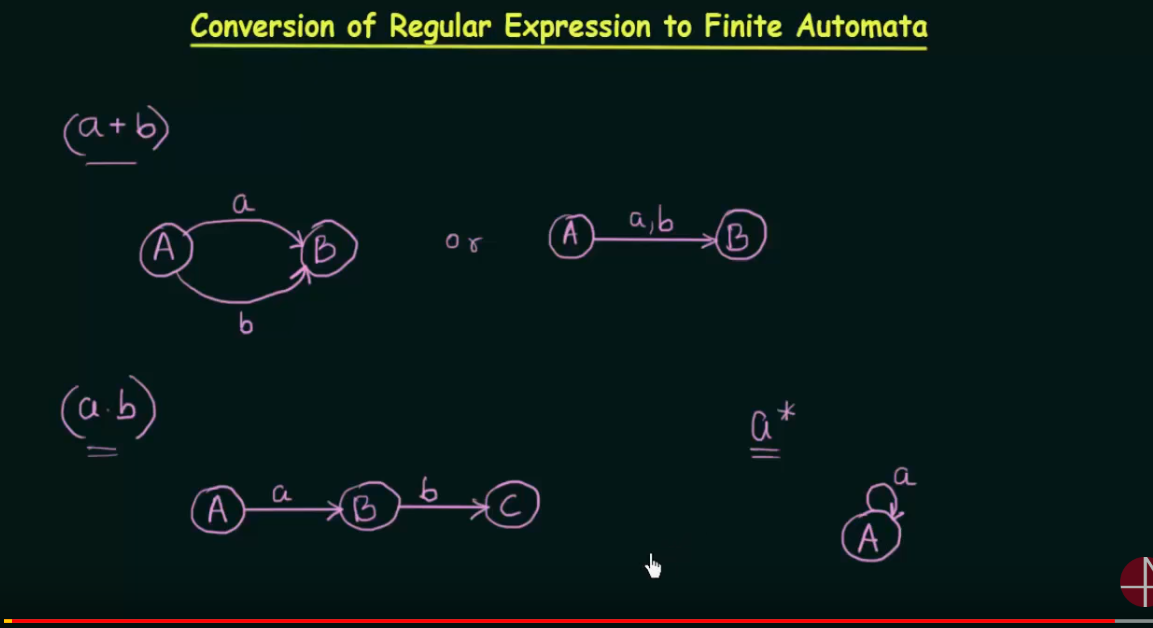 Conversion of Regular Expression to Finite Automata
(a + b)
a
A B or A a,b B
b
(a . b)
a*
a
A a B b C
A